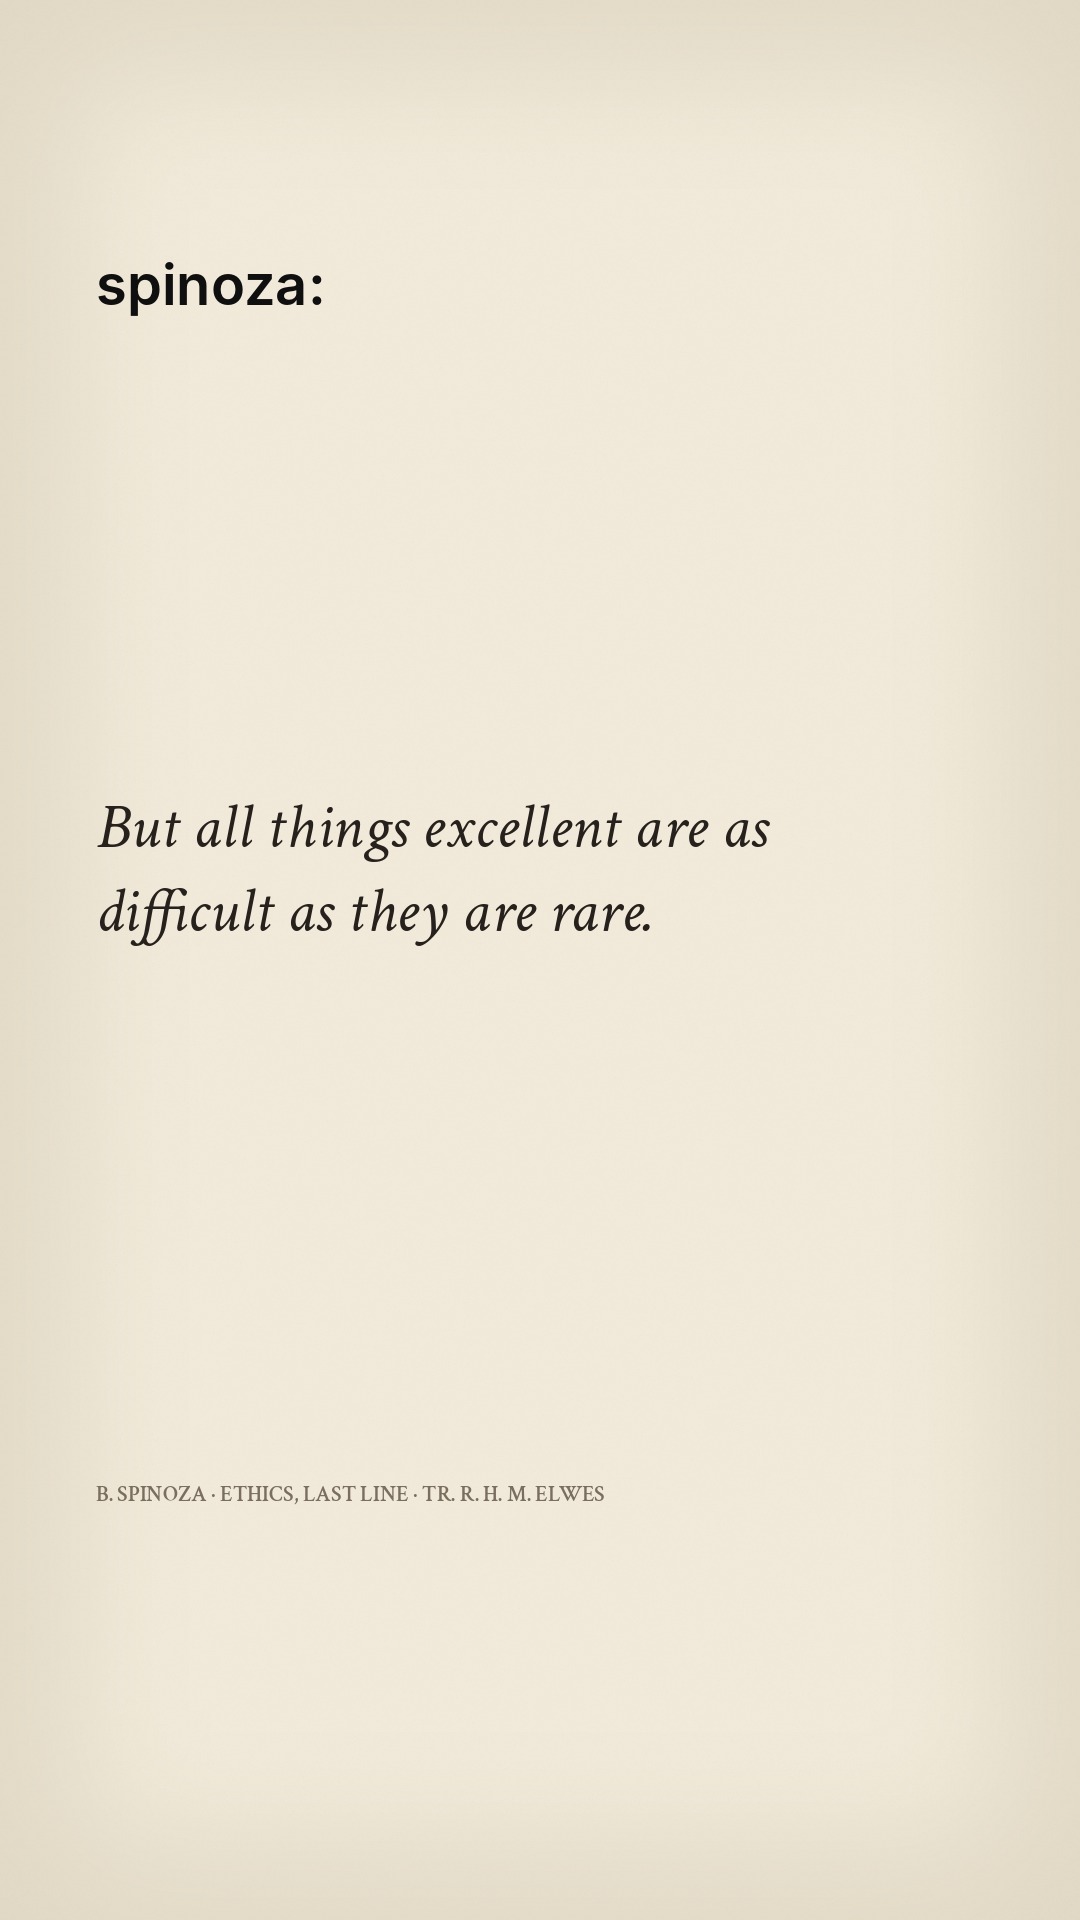 spinoza:
But all things excellent are as
difficult as they are rare.
B. SPINOZA · ETHICS, LAST LINE · TR. R. H. M. ELWES